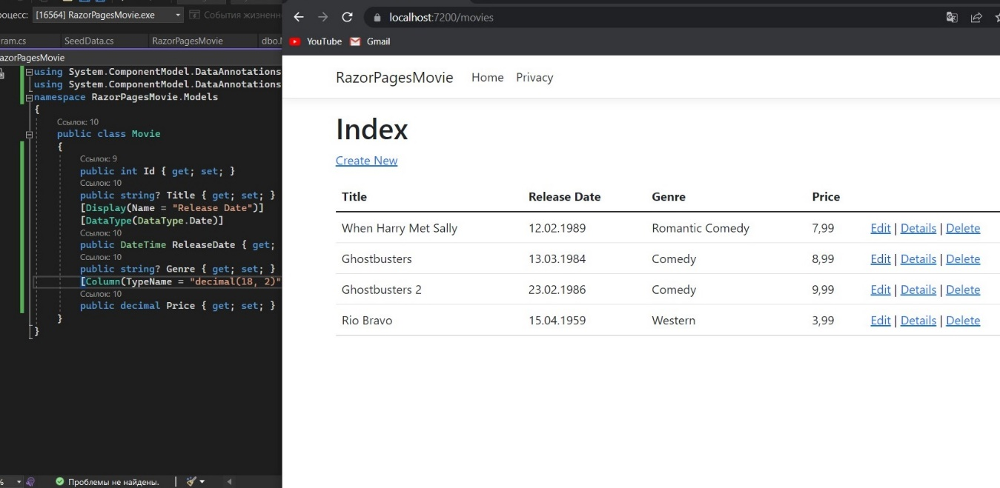 [16564] RazorPagesMovie.exe
События
ram.cs SeedData.cs RazorPagesMovie dbo.
azorPagesMovie
using System.ComponentModel.DataAnnotations
using System.ComponentModel.DataAnnotations
namespace RazorPagesMovie.Models
{
Ссылок: 10
public class Movie
{
Ссылок: 9
public int Id { get; set; }
Ссылок: 10
public string? Title { get; set; }
[Display(Name = "Release Date")]
[DataType(DataType.Date)]
Ссылок: 10
public DateTime ReleaseDate { get;
Ссылок: 10
public string? Genre { get; set; }
[Column(TypeName = "decimal(18, 2)"
Ссылок: 10
public decimal Price { get; set; }
}
}
Проблемы не найдены.
localhost:7200/movies
YouTube Gmail
RazorPagesMovie Home Privacy
Index
Create New
Title Release Date Genre Price
When Harry Met Sally 12.02.1989 Romantic Comedy 7,99 Edit | Details | Delete
Ghostbusters 13.03.1984 Comedy 8,99 Edit | Details | Delete
Ghostbusters 2 23.02.1986 Comedy 9,99 Edit | Details | Delete
Rio Bravo 15.04.1959 Western 3,99 Edit | Details | Delete